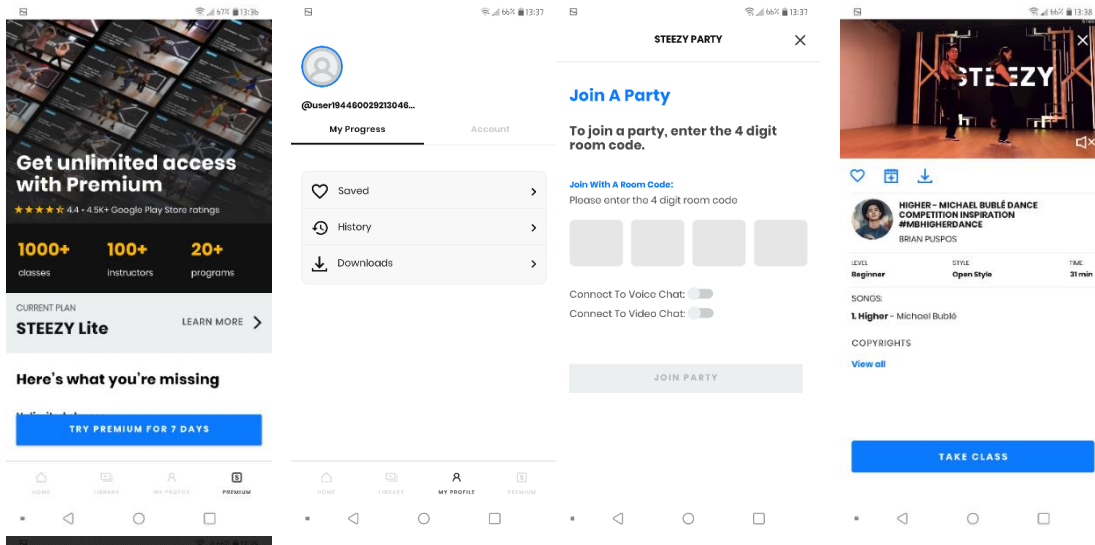 67% 13:36
Get unlimited access
with Premium
4.4 • 4.5K+ Google Play Store ratings
1000+ 100+ 20+
classes instructors programs
CURRENT PLAN
STEEZY Lite
LEARN MORE
Here's what you're missing
TRY PREMIUM FOR 7 DAYS
HOME LIBRARY MY PROFILE PREMIUM
66% 13:37
@user194460029213046...
My Progress Account
Saved
History
Downloads
HOME LIBRARY MY PROFILE PREMIUM
66% 13:37
STEEZY PARTY
Join A Party
To join a party, enter the 4 digit
room code.
Join With A Room Code:
Please enter the 4 digit room code
Connect To Voice Chat:
Connect To Video Chat:
JOIN PARTY
66% 13:38
STEEZY
HIGHER - MICHAEL BUBLÉ DANCE
COMPETITION INSPIRATION
#MBHIGHERDANCE
BRIAN PUSPOS
LEVEL STYLE TIME
Beginner Open Style 31 min
SONGS:
1. Higher - Michael Bublé
COPYRIGHTS
View all
TAKE CLASS